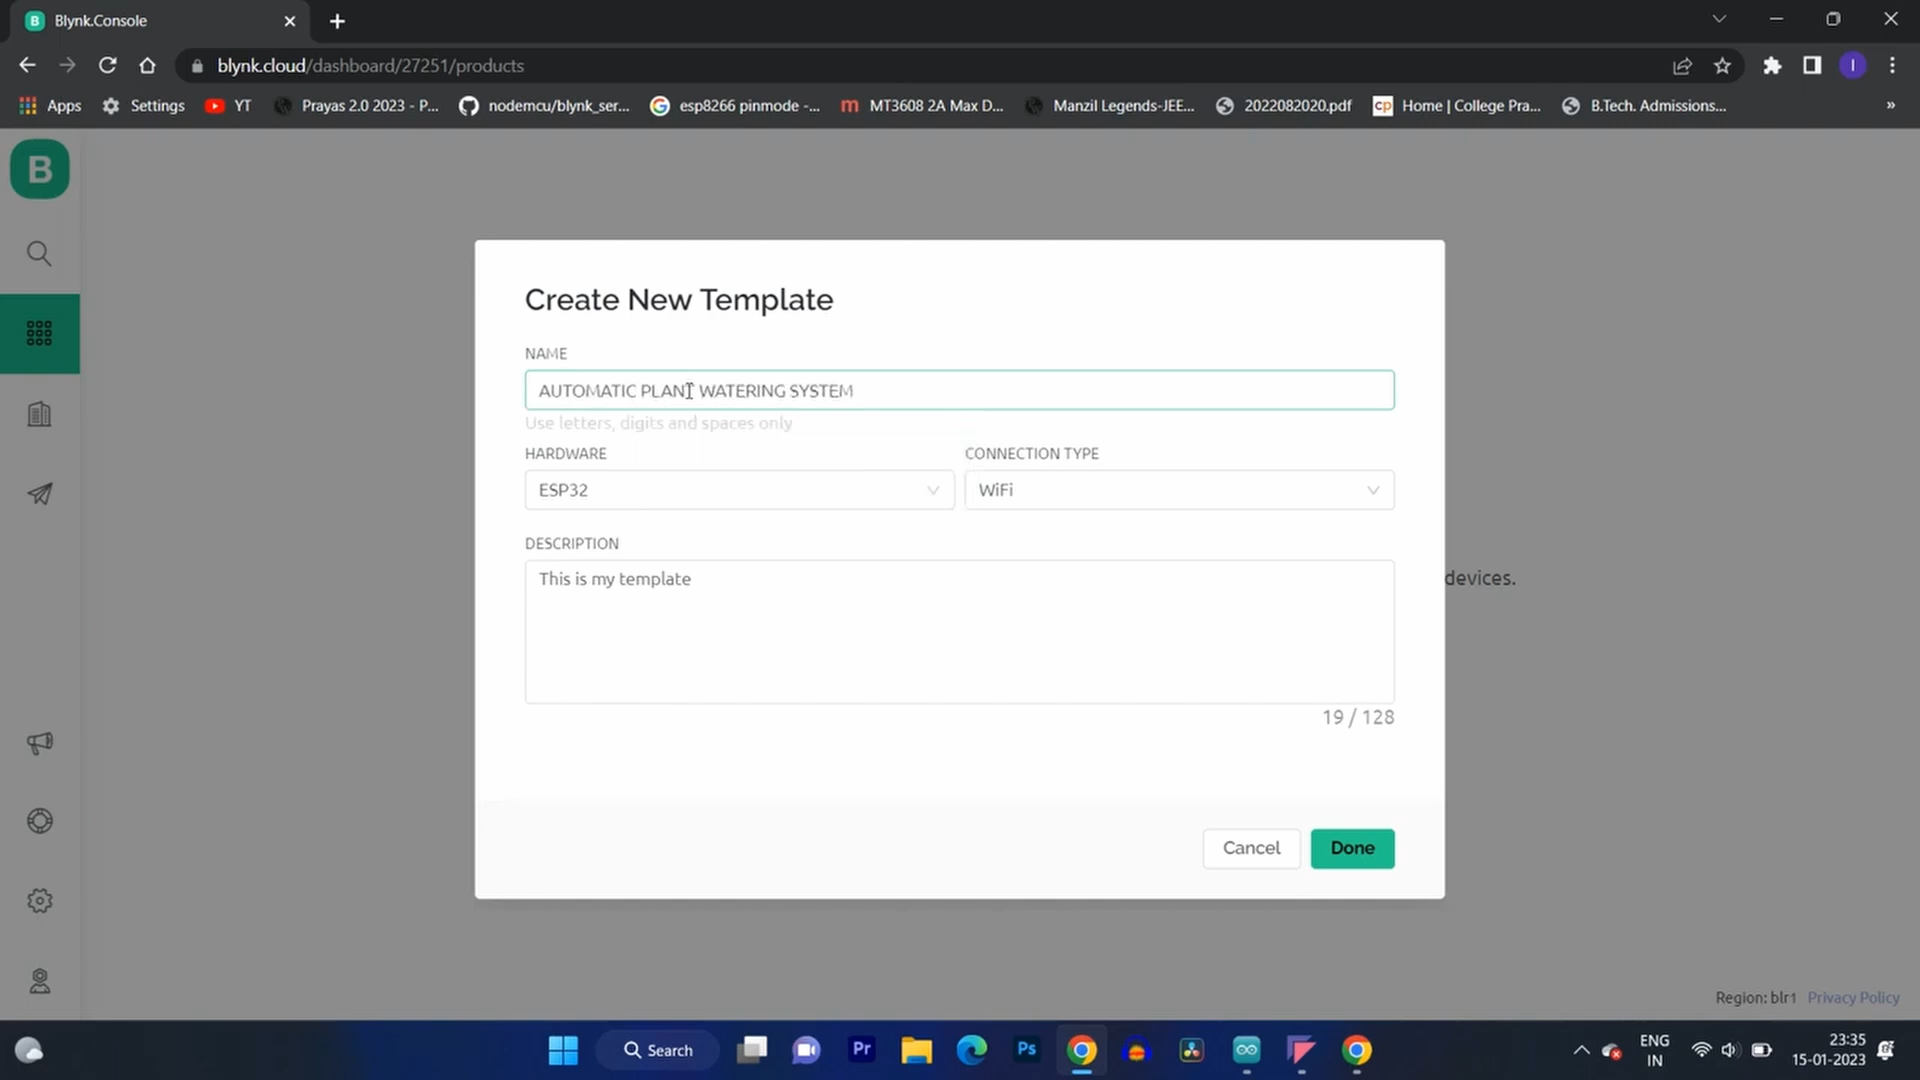 Blynk.Console
blynk.cloud/dashboard/27251/products
Apps Settings YT Prayas 2.0 2023 - P... nodemcu/blynk_ser... esp8266 pinmode -... MT3608 2A Max D... Manzil Legends-JEE... 2022082020.pdf Home | College Pra... B.Tech. Admissions... »
B
Create New Template
NAME
AUTOMATIC PLANT WATERING SYSTEM
Use letters, digits and spaces only
HARDWARE CONNECTION TYPE
ESP32 WiFi
DESCRIPTION
This is my template
devices.
19 / 128
Cancel Done
Region: blr1 Privacy Policy
Search
Pr
Ps
ENG
IN
23:35
15-01-2023